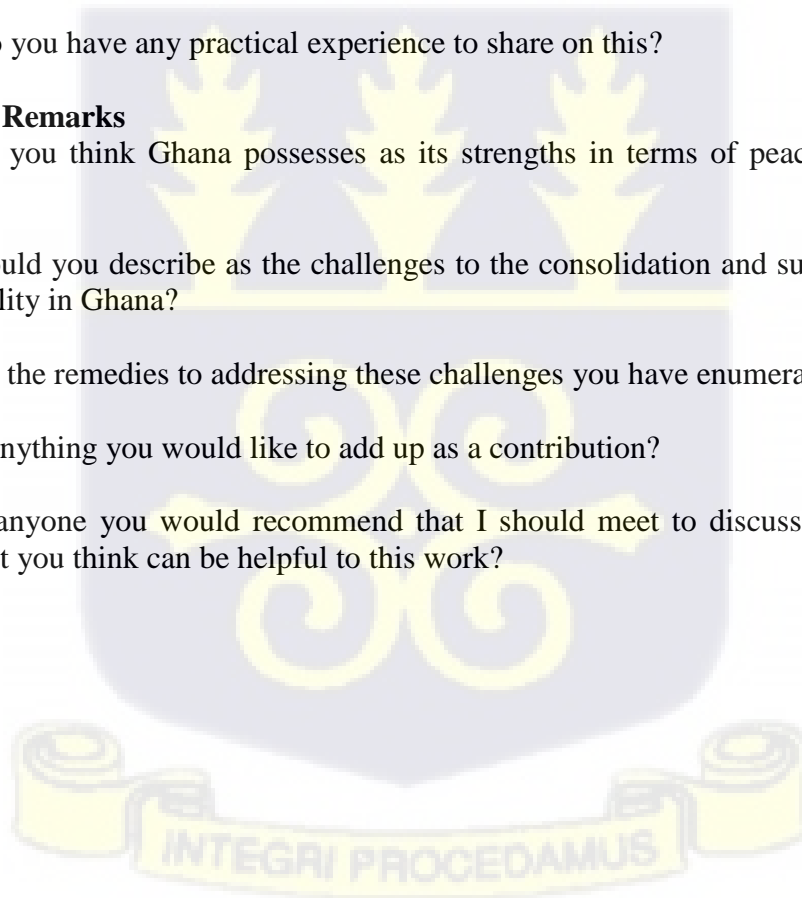 you have any practical experience to share on this?
Remarks
you think Ghana possesses as its strengths in terms of peac
ould you describe as the challenges to the consolidation and su
lity in Ghana?
the remedies to addressing these challenges you have enumera
nything you would like to add up as a contribution?
anyone you would recommend that I should meet to discuss
t you think can be helpful to this work?
INTEGRI PROCEDAMUS